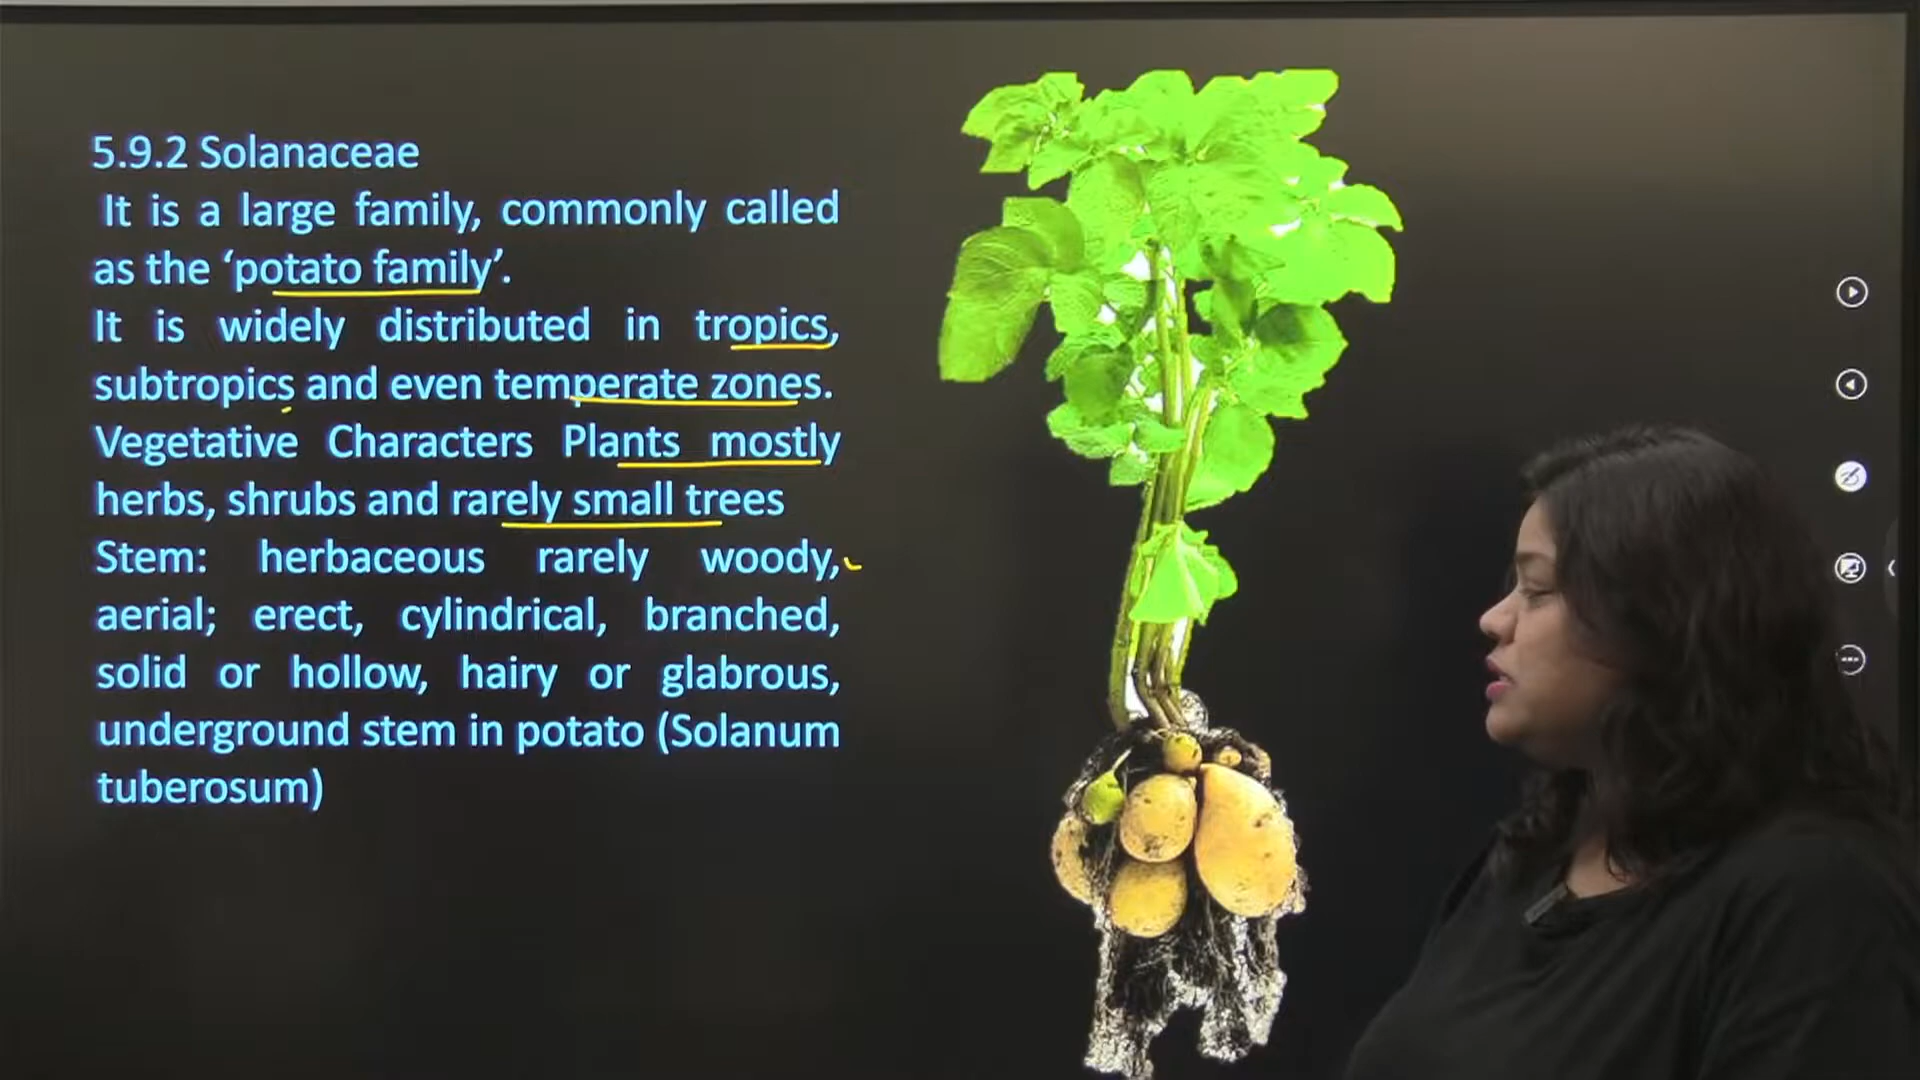 5.9.2 Solanaceae
It is a large family, commonly called
as the ‘potato family’.
It is widely distributed in tropics,
subtropics and even temperate zones.
Vegetative Characters Plants mostly
herbs, shrubs and rarely small trees
Stem: herbaceous rarely woody,
aerial; erect, cylindrical, branched,
solid or hollow, hairy or glabrous,
underground stem in potato (Solanum
tuberosum)